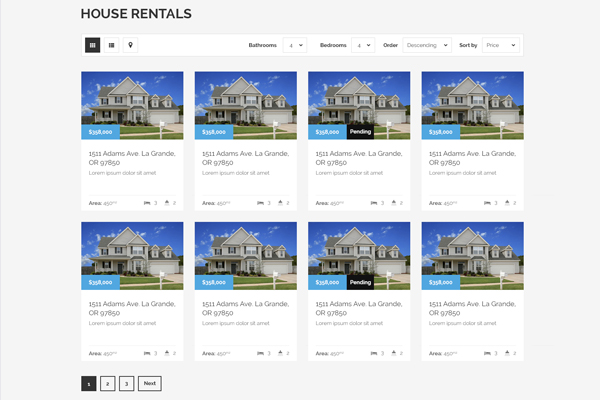 HOUSE RENTALS
Bathrooms 4 Bedrooms 4 Order Descending Sort by Price
$358,000 $358,000 $358,000 Pending $358,000
1511 Adams Ave. La Grande, 1511 Adams Ave. La Grande, 1511 Adams Ave. La Grande, 1511 Adams Ave. La Grande,
OR 97850 OR 97850 OR 97850 OR 97850
Lorem ipsum dolor sit amet Lorem ipsum dolor sit amet Lorem ipsum dolor sit amet Lorem ipsum dolor sit amet
Area: 450 3 2 Area: 450 3 2 Area: 450 3 2 Area: 450 3 2
$358,000 $358,000 $358,000 Pending $358,000
1511 Adams Ave. La Grande, 1511 Adams Ave. La Grande, 1511 Adams Ave. La Grande, 1511 Adams Ave. La Grande,
OR 97850 OR 97850 OR 97850 OR 97850
Lorem ipsum dolor sit amet Lorem ipsum dolor sit amet Lorem ipsum dolor sit amet Lorem ipsum dolor sit amet
Area: 450 3 2 Area: 450 3 2 Area: 450 3 2 Area: 450 3 2
1 2 3 Next